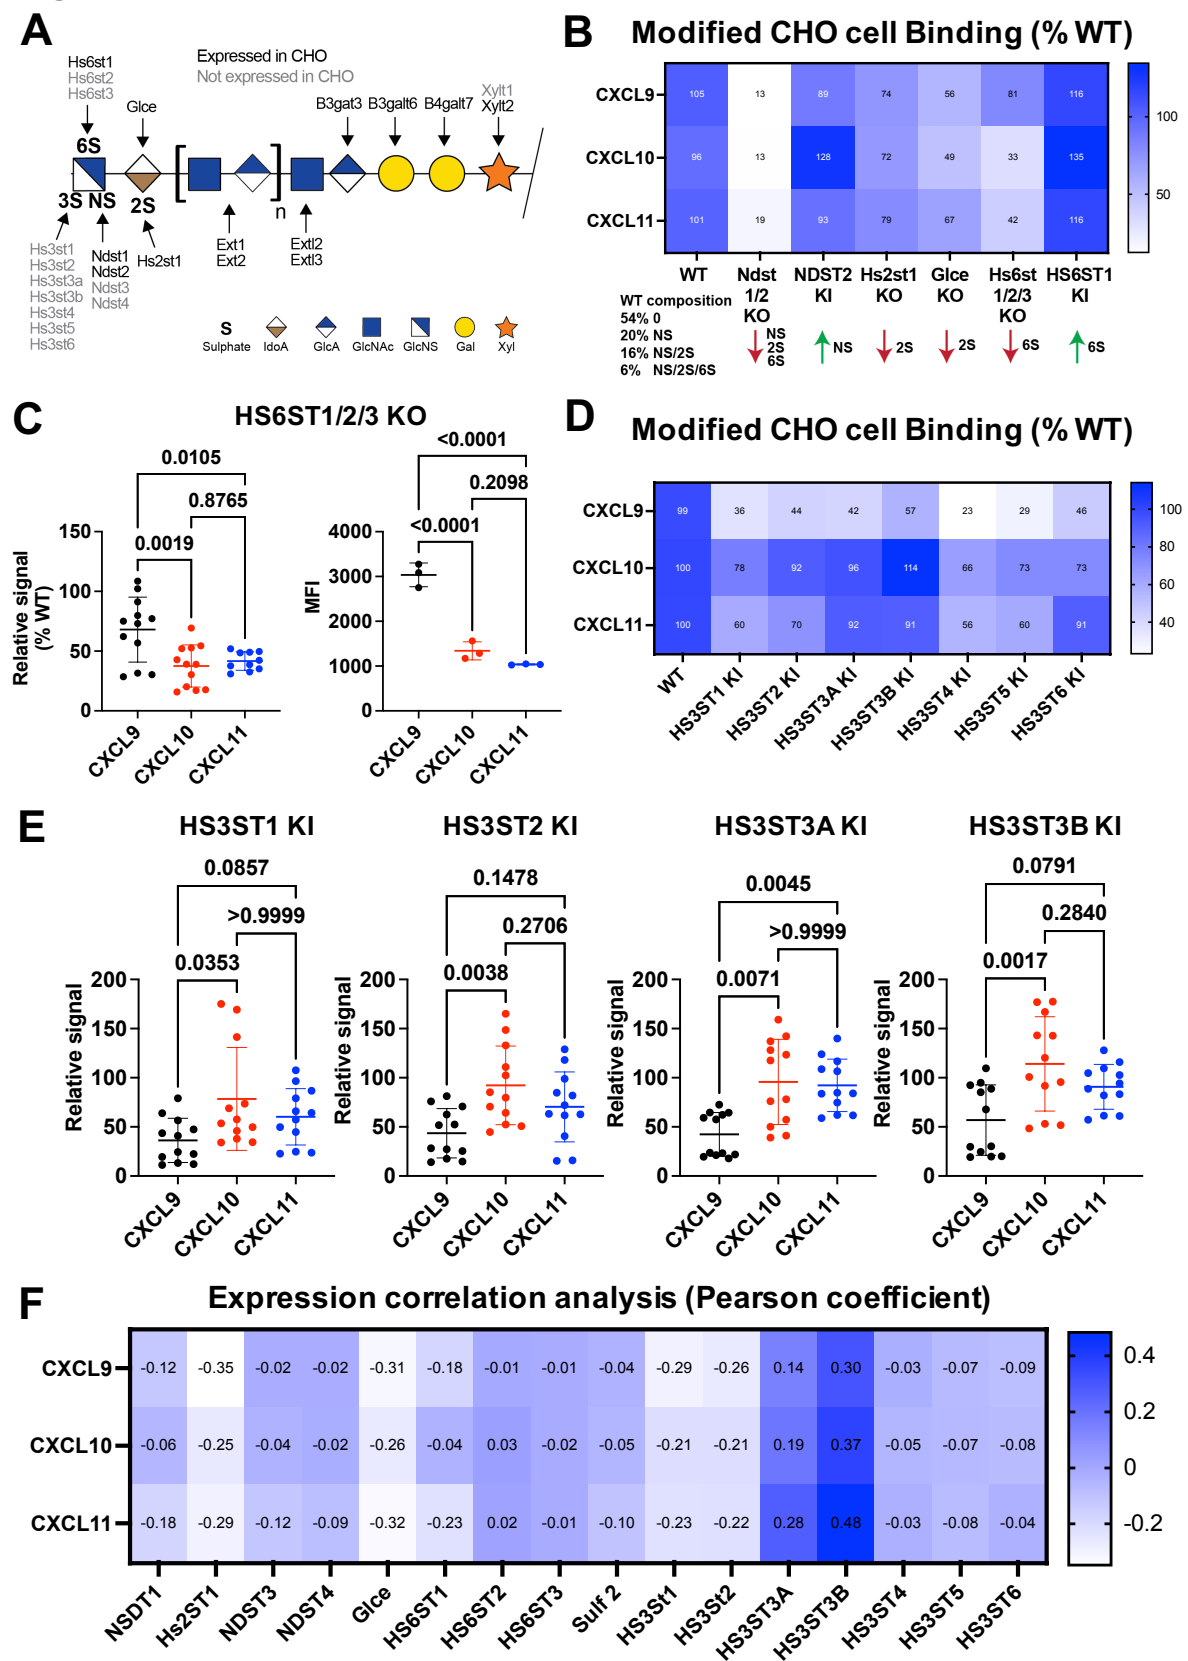 A
Hs6st1
Hs6st2
Hs6st3
Expressed in CHO
Not expressed in CHO
Glce
B3gat3 B3galt6 B4galt7
Xylt1
Xylt2
6S
3S NS
2S
n
Hs3st1
Hs3st2
Hs3st3a
Hs3st3b
Hs3st4
Hs3st5
Hs3st6
Ndst1
Ndst2
Ndst3
Ndst4
Hs2st1
Ext1
Ext2
Extl2
Extl3
S
Sulphate IdoA GlcA GlcNAc GlcNS Gal Xyl
B Modified CHO cell Binding (% WT)
CXCL9 105 13 89 74 56 81 116
CXCL10 96 13 128 72 49 33 135
CXCL11 101 19 93 79 67 42 116
100
50
WT
Ndst
1/2
KO
NDST2
KI
Hs2st1
KO
Glce
KO
Hs6st
1/2/3
KO
HS6ST1
KI
WT composition
54% 0
20% NS
16% NS/2S
6% NS/2S/6S
NS
2S
6S
NS
2S
2S
6S
6S
C
HS6ST1/2/3 KO
0.0105
0.8765
0.0019
Relative signal
(% WT)
150
100
50
0
CXCL9
CXCL10
CXCL11
<0.0001
0.2098
<0.0001
MFI
4000
3000
2000
1000
0
CXCL9
CXCL10
CXCL11
D Modified CHO cell Binding (% WT)
CXCL9 99 36 44 42 57 23 29 46
CXCL10 100 78 92 96 114 66 73 73
CXCL11 100 60 70 92 91 56 60 91
100
80
60
40
WT
HS3ST1 KI
HS3ST2 KI
HS3ST3A KI
HS3ST3B KI
HS3ST4 KI
HS3ST5 KI
HS3ST6 KI
E
HS3ST1 KI
0.0857
>0.9999
0.0353
Relative signal
200
150
100
50
0
CXCL9
CXCL10
CXCL11
HS3ST2 KI
0.1478
0.2706
0.0038
Relative signal
200
150
100
50
0
CXCL9
CXCL10
CXCL11
HS3ST3A KI
0.0045
>0.9999
0.0071
Relative signal
200
150
100
50
0
CXCL9
CXCL10
CXCL11
HS3ST3B KI
0.0791
0.2840
0.0017
Relative signal
200
150
100
50
0
CXCL9
CXCL10
CXCL11
F
Expression correlation analysis (Pearson coefficient)
CXCL9 -0.12 -0.35 -0.02 -0.02 -0.31 -0.18 -0.01 -0.01 -0.04 -0.29 -0.26 0.14 0.30 -0.03 -0.07 -0.09
CXCL10 -0.06 -0.25 -0.04 -0.02 -0.26 -0.04 0.03 -0.02 -0.05 -0.21 -0.21 0.19 0.37 -0.05 -0.07 -0.08
CXCL11 -0.18 -0.29 -0.12 -0.09 -0.32 -0.23 0.02 -0.01 -0.10 -0.23 -0.22 0.28 0.48 -0.03 -0.08 -0.04
0.4
0.2
0
-0.2
NSDT1
Hs2ST1
NDST3
NDST4
Glce
HS6ST1
HS6ST2
HS6ST3
Sulf 2
HS3St1
HS3St2
HS3ST3A
HS3ST3B
HS3ST4
HS3ST5
HS3ST6